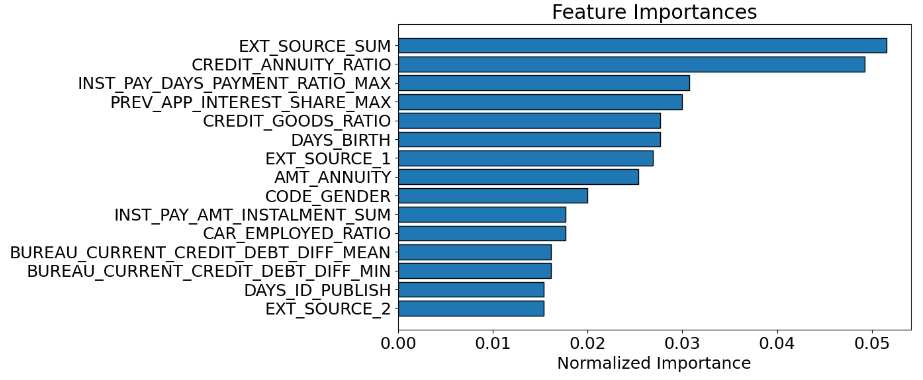 Feature Importances
EXT_SOURCE_SUM
CREDIT_ANNUITY_RATIO
INST_PAY_DAYS_PAYMENT_RATIO_MAX
PREV_APP_INTEREST_SHARE_MAX
CREDIT_GOODS_RATIO
DAYS_BIRTH
EXT_SOURCE_1
AMT_ANNUITY
CODE_GENDER
INST_PAY_AMT_INSTALMENT_SUM
CAR_EMPLOYED_RATIO
BUREAU_CURRENT_CREDIT_DEBT_DIFF_MEAN
BUREAU_CURRENT_CREDIT_DEBT_DIFF_MIN
DAYS_ID_PUBLISH
EXT_SOURCE_2
0.00 0.01 0.02 0.03 0.04 0.05
Normalized Importance